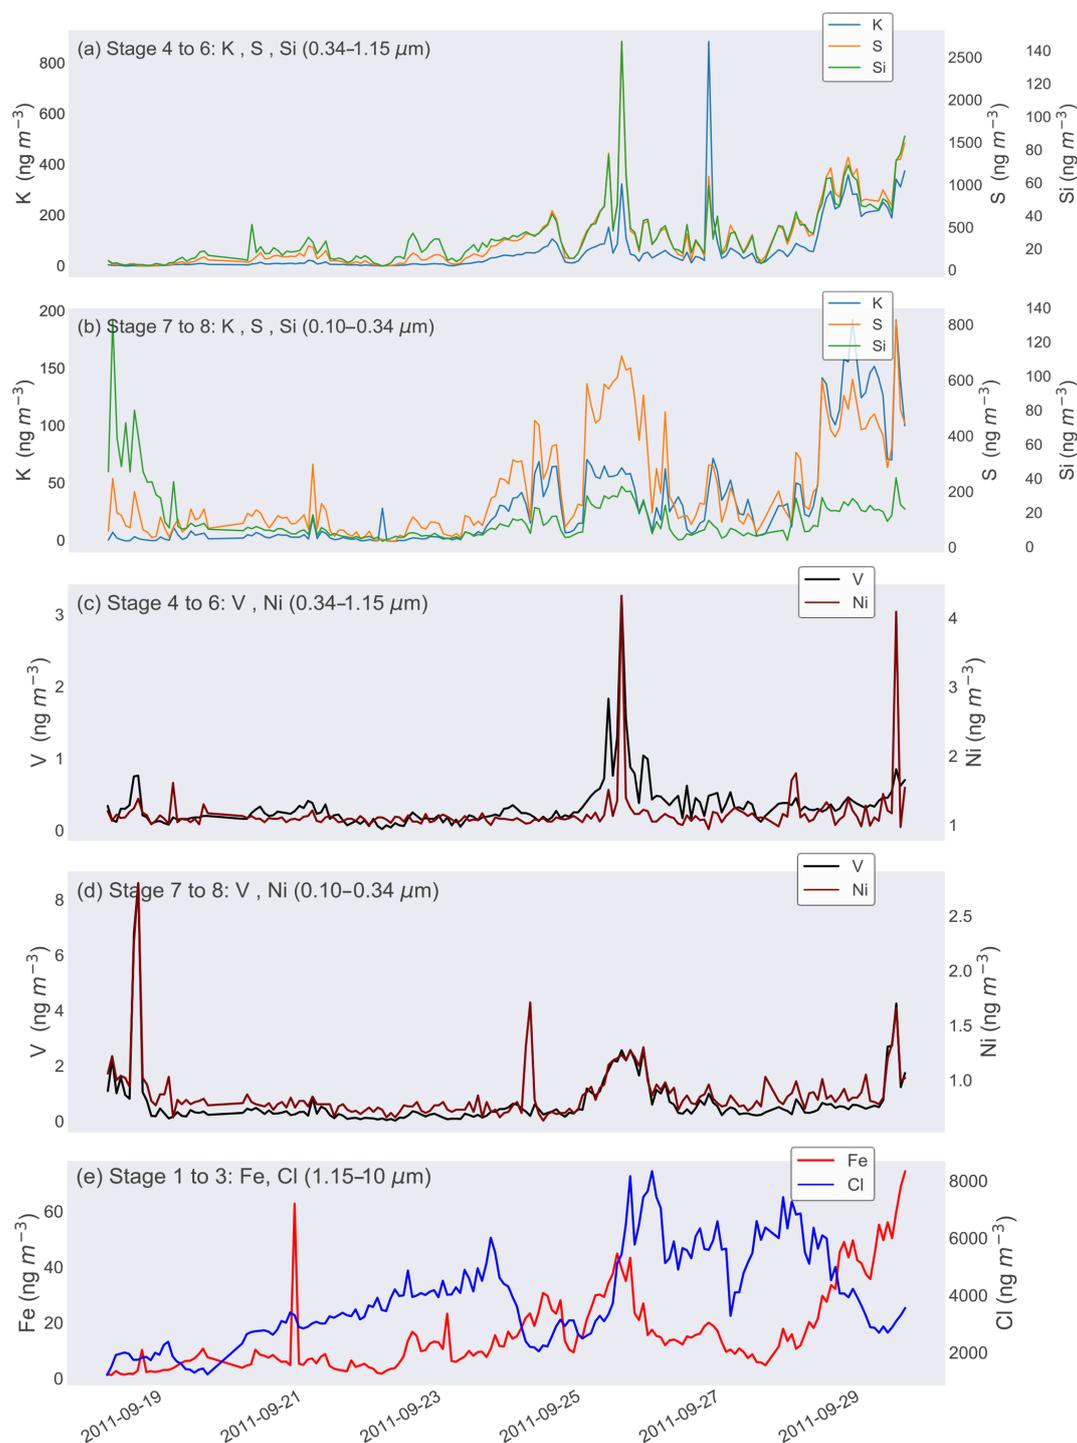 (a) Stage 4 to 6: K , S , Si (0.34–1.15 μm)
K
S
Si
800
600
400
200
0
K (ng m⁻³)
2500
2000
1500
1000
500
0
S (ng m⁻³)
140
120
100
80
60
40
20
Si (ng m⁻³)
(b) Stage 7 to 8: K , S , Si (0.10–0.34 μm)
K
S
Si
200
150
100
50
0
K (ng m⁻³)
800
600
400
200
0
S (ng m⁻³)
140
120
100
80
60
40
20
0
Si (ng m⁻³)
(c) Stage 4 to 6: V , Ni (0.34–1.15 μm)
V
Ni
3
2
1
0
V (ng m⁻³)
4
3
2
1
Ni (ng m⁻³)
(d) Stage 7 to 8: V , Ni (0.10–0.34 μm)
V
Ni
8
6
4
2
0
V (ng m⁻³)
2.5
2.0
1.5
1.0
Ni (ng m⁻³)
(e) Stage 1 to 3: Fe, Cl (1.15–10 μm)
Fe
Cl
60
40
20
0
Fe (ng m⁻³)
8000
6000
4000
2000
Cl (ng m⁻³)
2011-09-19
2011-09-21
2011-09-23
2011-09-25
2011-09-27
2011-09-29